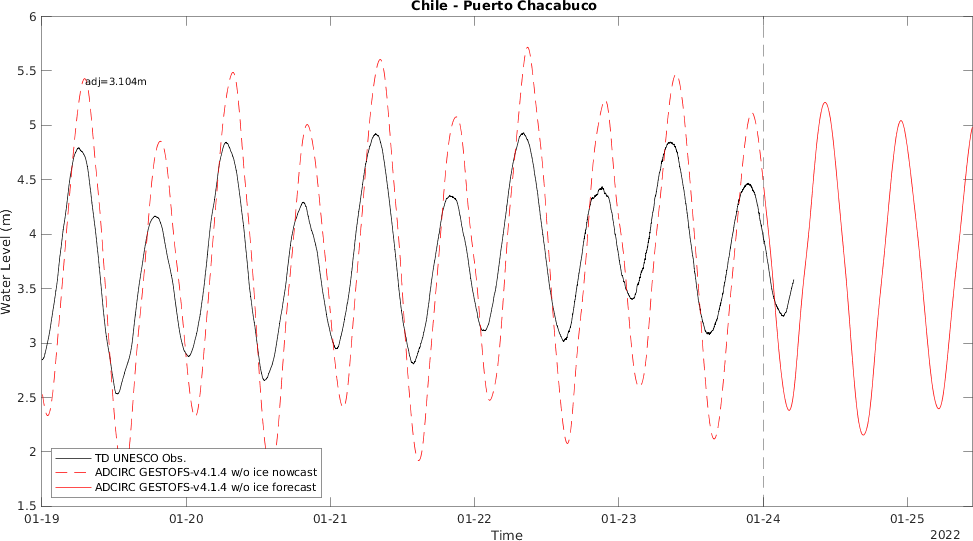 Chile - Puerto Chacabuco
6
5.5
5
4.5
4
3.5
3
2.5
2
1.5
Water Level (m)
adj=3.104m
TD UNESCO Obs.
ADCIRC GESTOFS-v4.1.4 w/o ice nowcast
ADCIRC GESTOFS-v4.1.4 w/o ice forecast
01-19 01-20 01-21 01-22 01-23 01-24 01-25
Time
2022